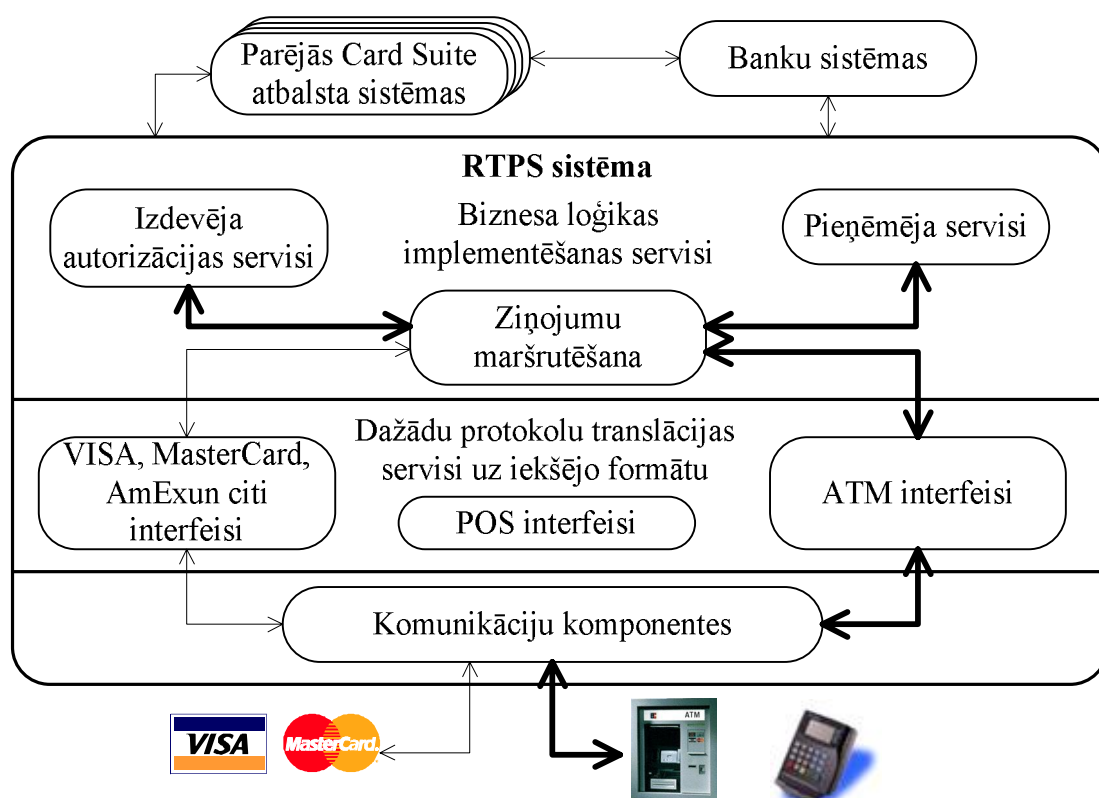 Parējās Card Suite
atbalsta sistēmas
Banku sistēmas
RTPS sistēma
Izdevēja
autorizācijas servisi
Biznesa loģikas
implementēšanas servisi
Pieņēmēja servisi
Ziņojumu
maršrutēšana
VISA, MasterCard,
AmExun citi
interfeisi
Dažādu protokolu translācijas
servisi uz iekšējo formātu
POS interfeisi
ATM interfeisi
Komunikāciju komponentes
VISA
MasterCard
ATM